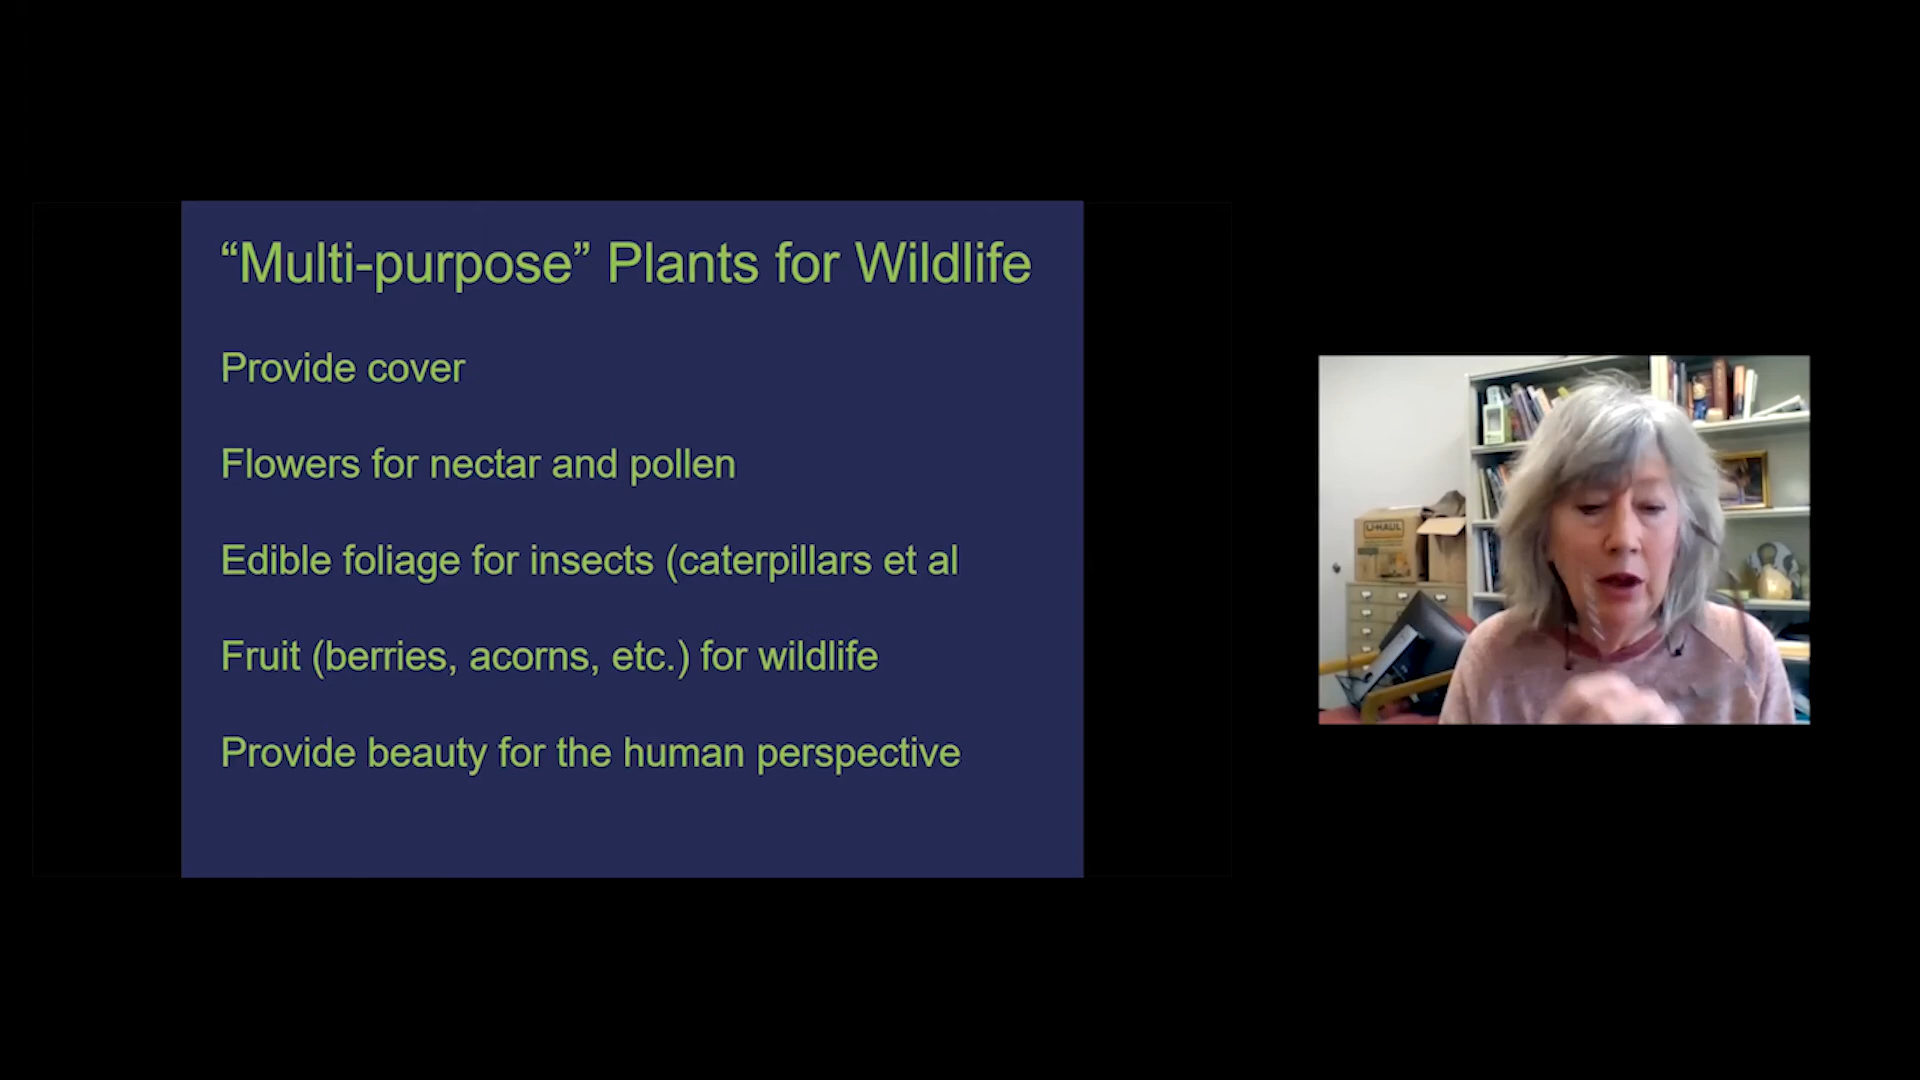 “Multi-purpose” Plants for Wildlife
Provide cover
Flowers for nectar and pollen
Edible foliage for insects (caterpillars et al
Fruit (berries, acorns, etc.) for wildlife
Provide beauty for the human perspective
U-HAUL